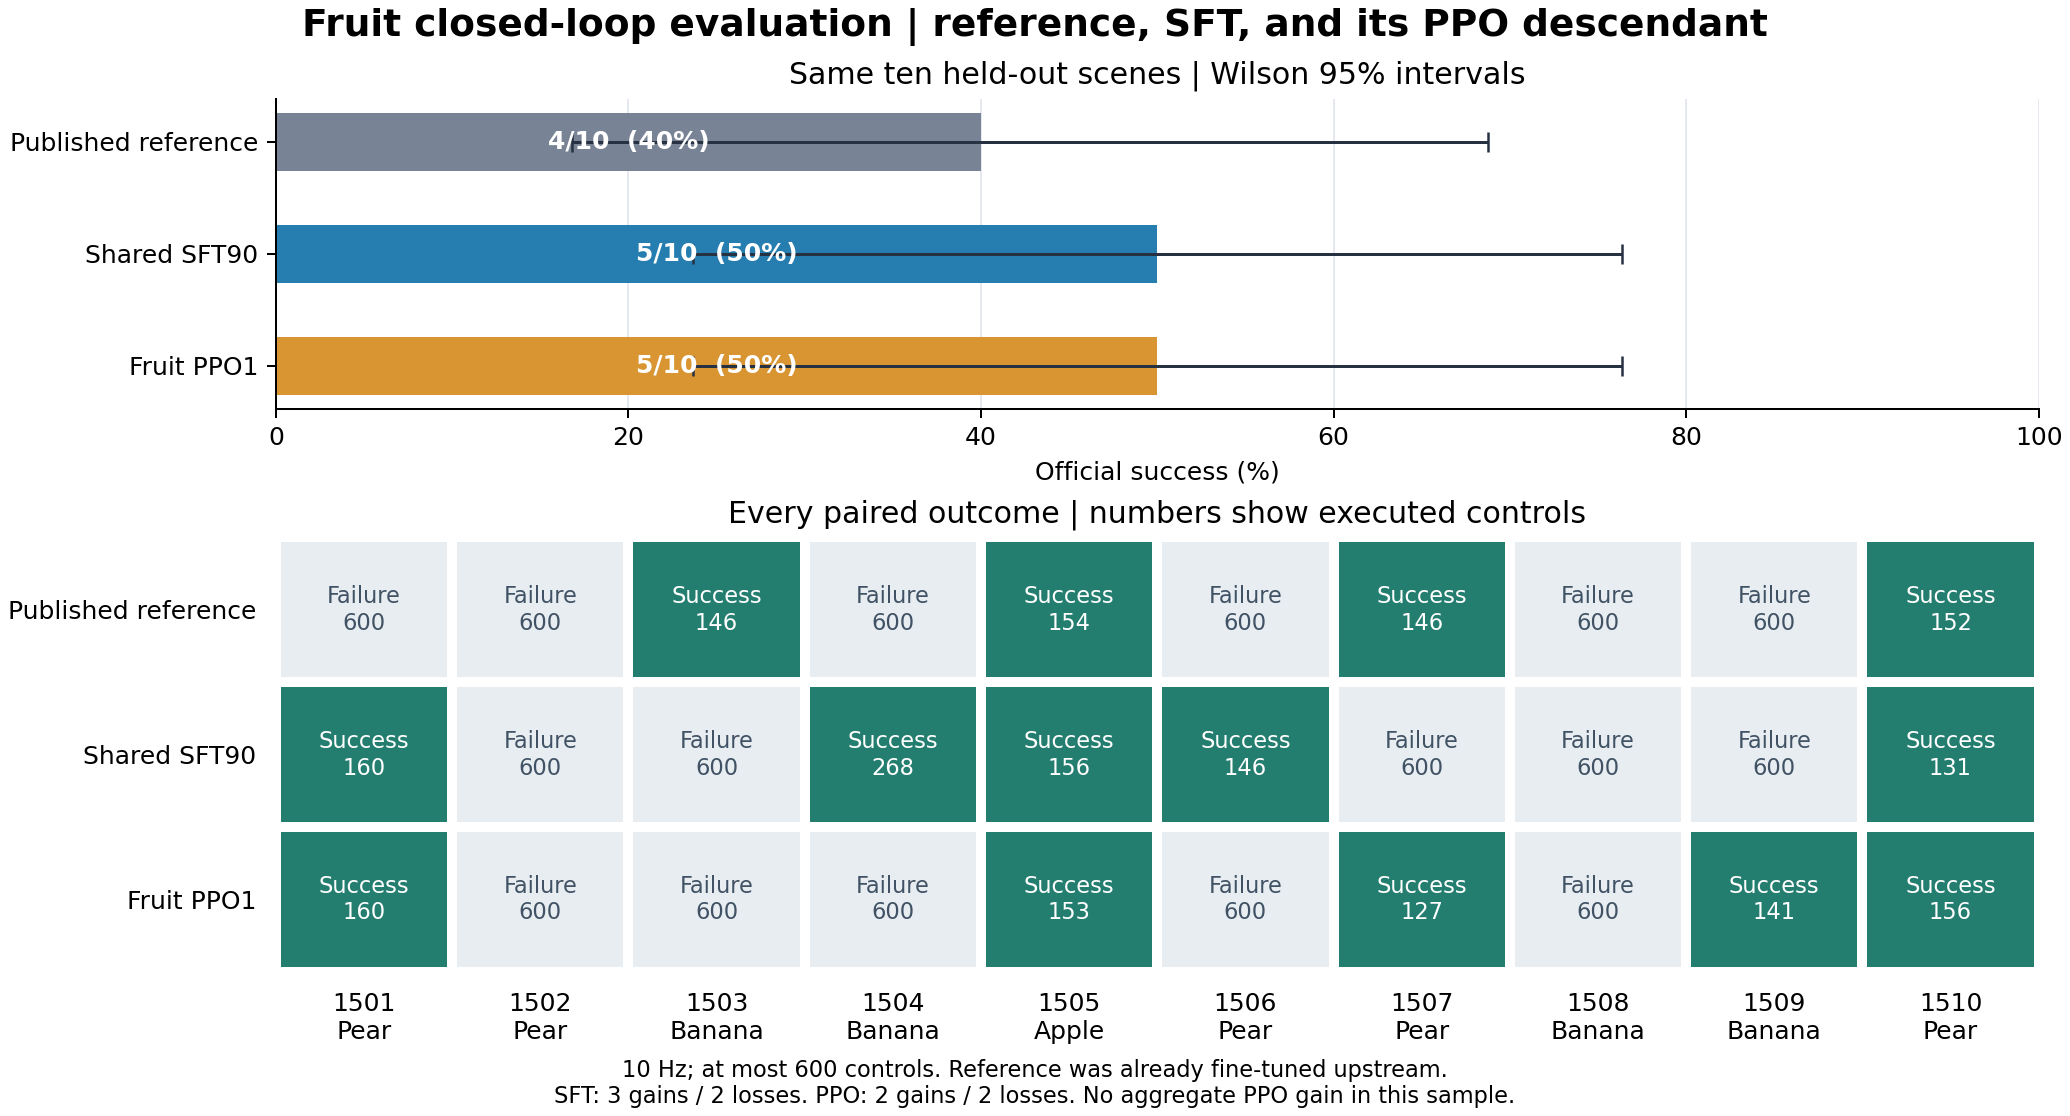 Fruit closed-loop evaluation | reference, SFT, and its PPO descendant
Same ten held-out scenes | Wilson 95% intervals
Published reference
4/10 (40%)
Shared SFT90
5/10 (50%)
Fruit PPO1
5/10 (50%)
0 20 40 60 80 100
Official success (%)
Every paired outcome | numbers show executed controls
Published reference
Failure Failure Success Failure Success Failure Success Failure Failure Success
600 600 146 600 154 600 146 600 600 152
Shared SFT90
Success Failure Failure Success Success Success Failure Failure Failure Success
160 600 600 268 156 146 600 600 600 131
Fruit PPO1
Success Failure Failure Failure Success Failure Success Failure Success Success
160 600 600 600 153 600 127 600 141 156
1501 1502 1503 1504 1505 1506 1507 1508 1509 1510
Pear Pear Banana Banana Apple Pear Pear Banana Banana Pear
10 Hz; at most 600 controls. Reference was already fine-tuned upstream.
SFT: 3 gains / 2 losses. PPO: 2 gains / 2 losses. No aggregate PPO gain in this sample.